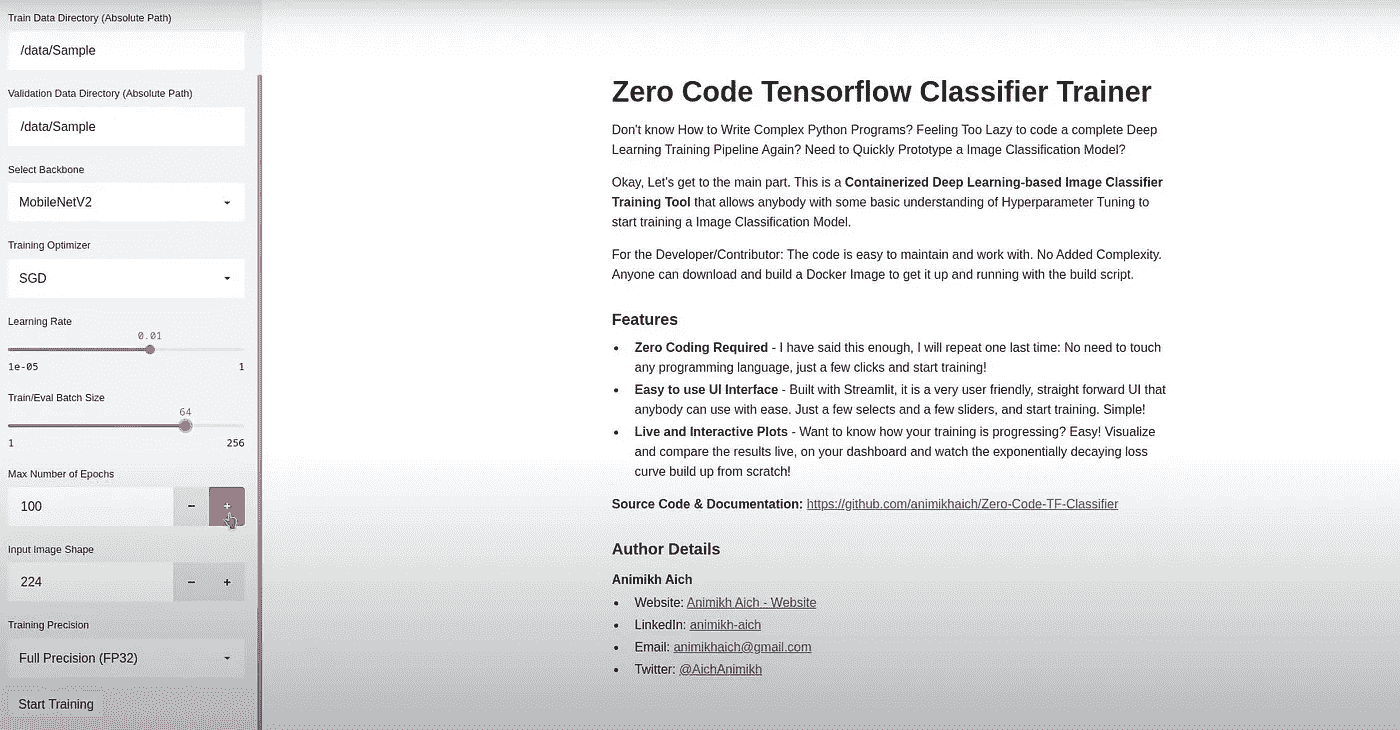 Train Data Directory (Absolute Path)
/data/Sample
Validation Data Directory (Absolute Path)
/data/Sample
Select Backbone
MobileNetV2
Training Optimizer
SGD
Learning Rate
0.01
1e-05 1
Train/Eval Batch Size
64
1 256
Max Number of Epochs
100 − +
Input Image Shape
224 − +
Training Precision
Full Precision (FP32)
Start Training
Zero Code Tensorflow Classifier Trainer
Don't know How to Write Complex Python Programs? Feeling Too Lazy to code a complete Deep
Learning Training Pipeline Again? Need to Quickly Prototype a Image Classification Model?
Okay, Let's get to the main part. This is a Containerized Deep Learning-based Image Classifier
Training Tool that allows anybody with some basic understanding of Hyperparameter Tuning to
start training a Image Classification Model.
For the Developer/Contributor: The code is easy to maintain and work with. No Added Complexity.
Anyone can download and build a Docker Image to get it up and running with the build script.
Features
• Zero Coding Required - I have said this enough, I will repeat one last time: No need to touch
any programming language, just a few clicks and start training!
• Easy to use UI Interface - Built with Streamlit, it is a very user friendly, straight forward UI that
anybody can use with ease. Just a few selects and a few sliders, and start training. Simple!
• Live and Interactive Plots - Want to know how your training is progressing? Easy! Visualize
and compare the results live, on your dashboard and watch the exponentially decaying loss
curve build up from scratch!
Source Code & Documentation: https://github.com/animikhaich/Zero-Code-TF-Classifier
Author Details
Animikh Aich
• Website: Animikh Aich - Website
• LinkedIn: animikh-aich
• Email: animikhaich@gmail.com
• Twitter: @AichAnimikh